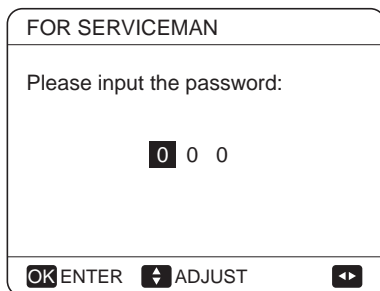 FOR SERVICEMAN
Please input the password:
0 0 0
OK ENTER ADJUST